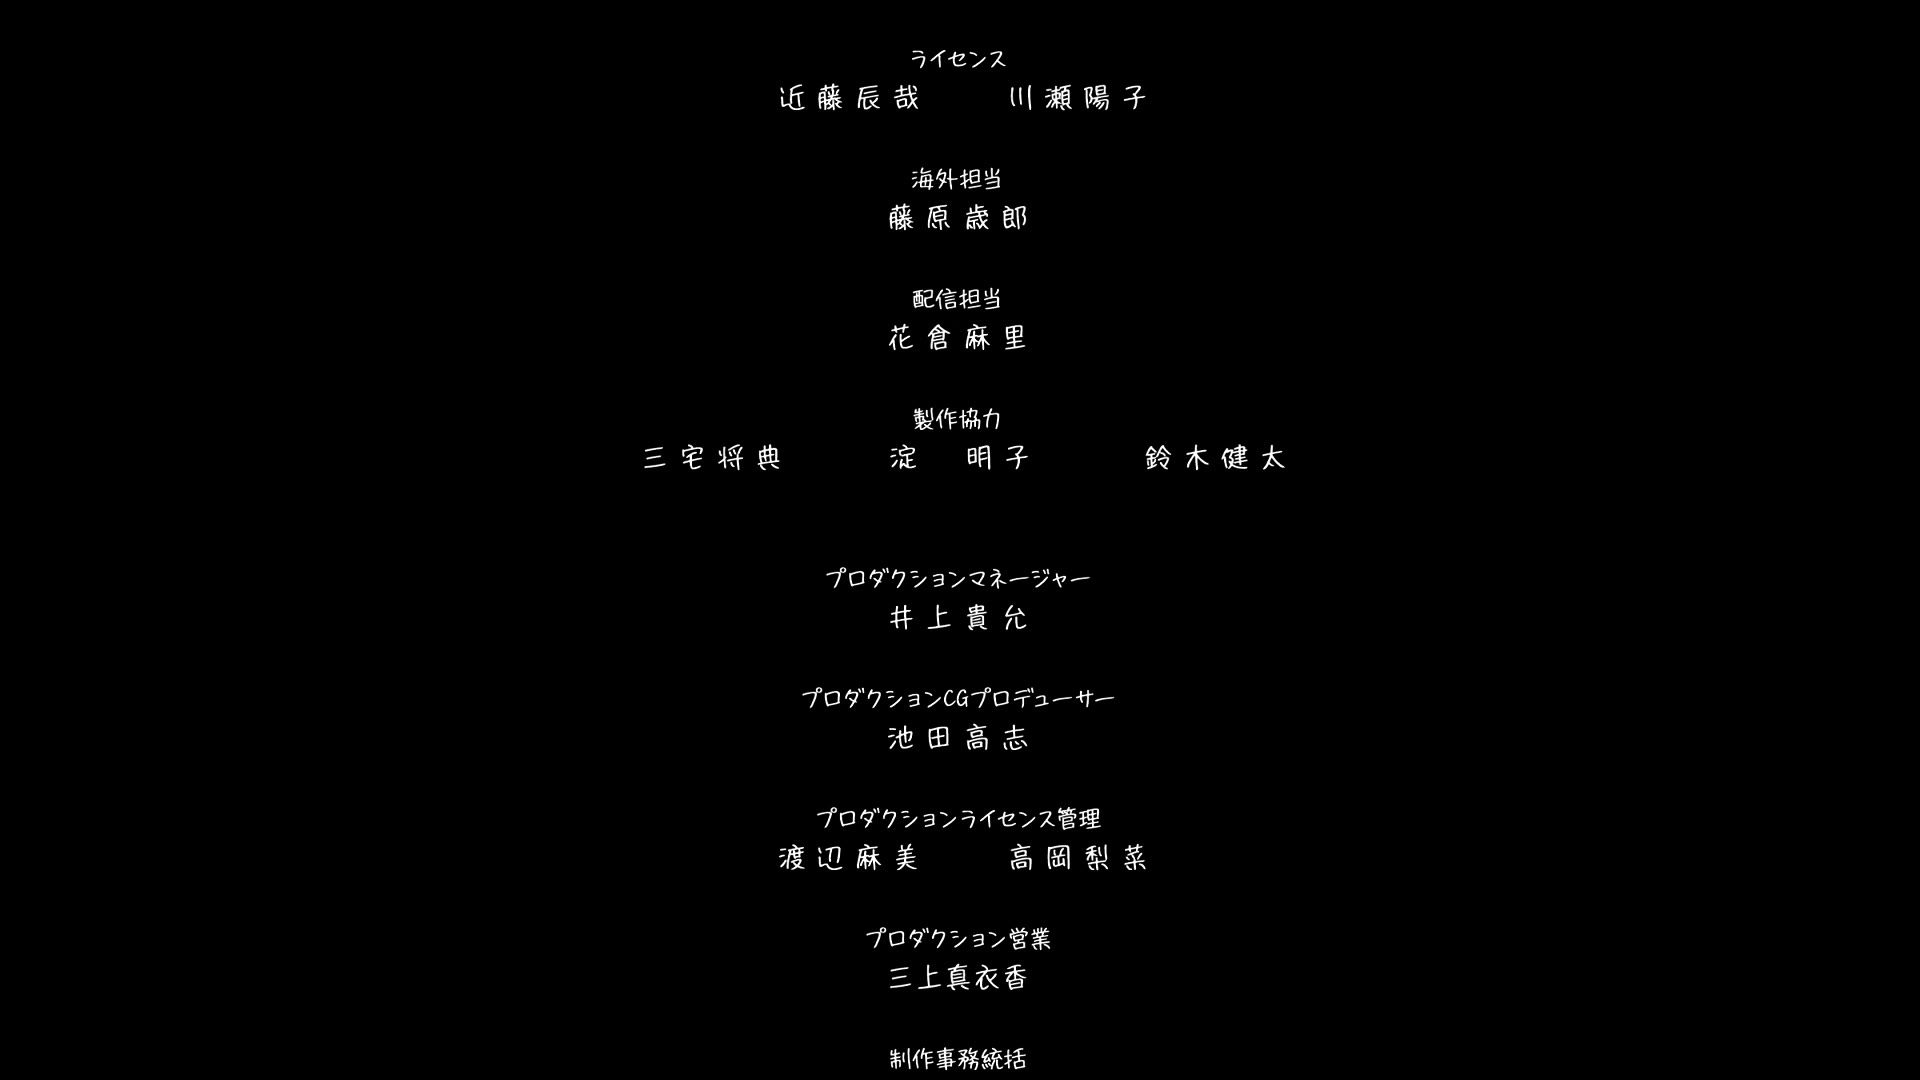 ライセンス
近藤辰哉　川瀬陽子
海外担当
藤原歳郎
配信担当
花倉麻里
製作協力
三宅将典　淀　明子　鈴木健太
プロダクションマネージャー
井上貴允
プロダクションCGプロデューサー
池田高志
プロダクションライセンス管理
渡辺麻美　高岡梨菜
プロダクション営業
三上真衣香
制作事務統括